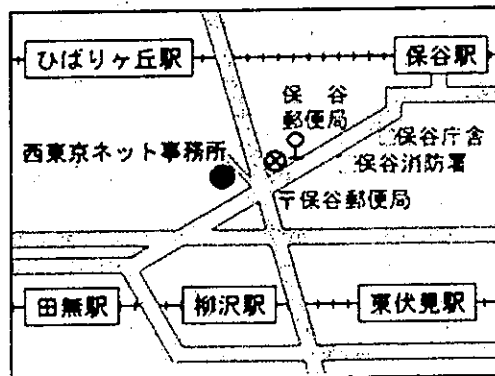 ひばりヶ丘駅
保谷駅
保谷
郵便局
西東京ネット事務所
保谷庁舎
保谷消防署
〒保谷郵便局
田無駅
柳沢駅
東伏見駅